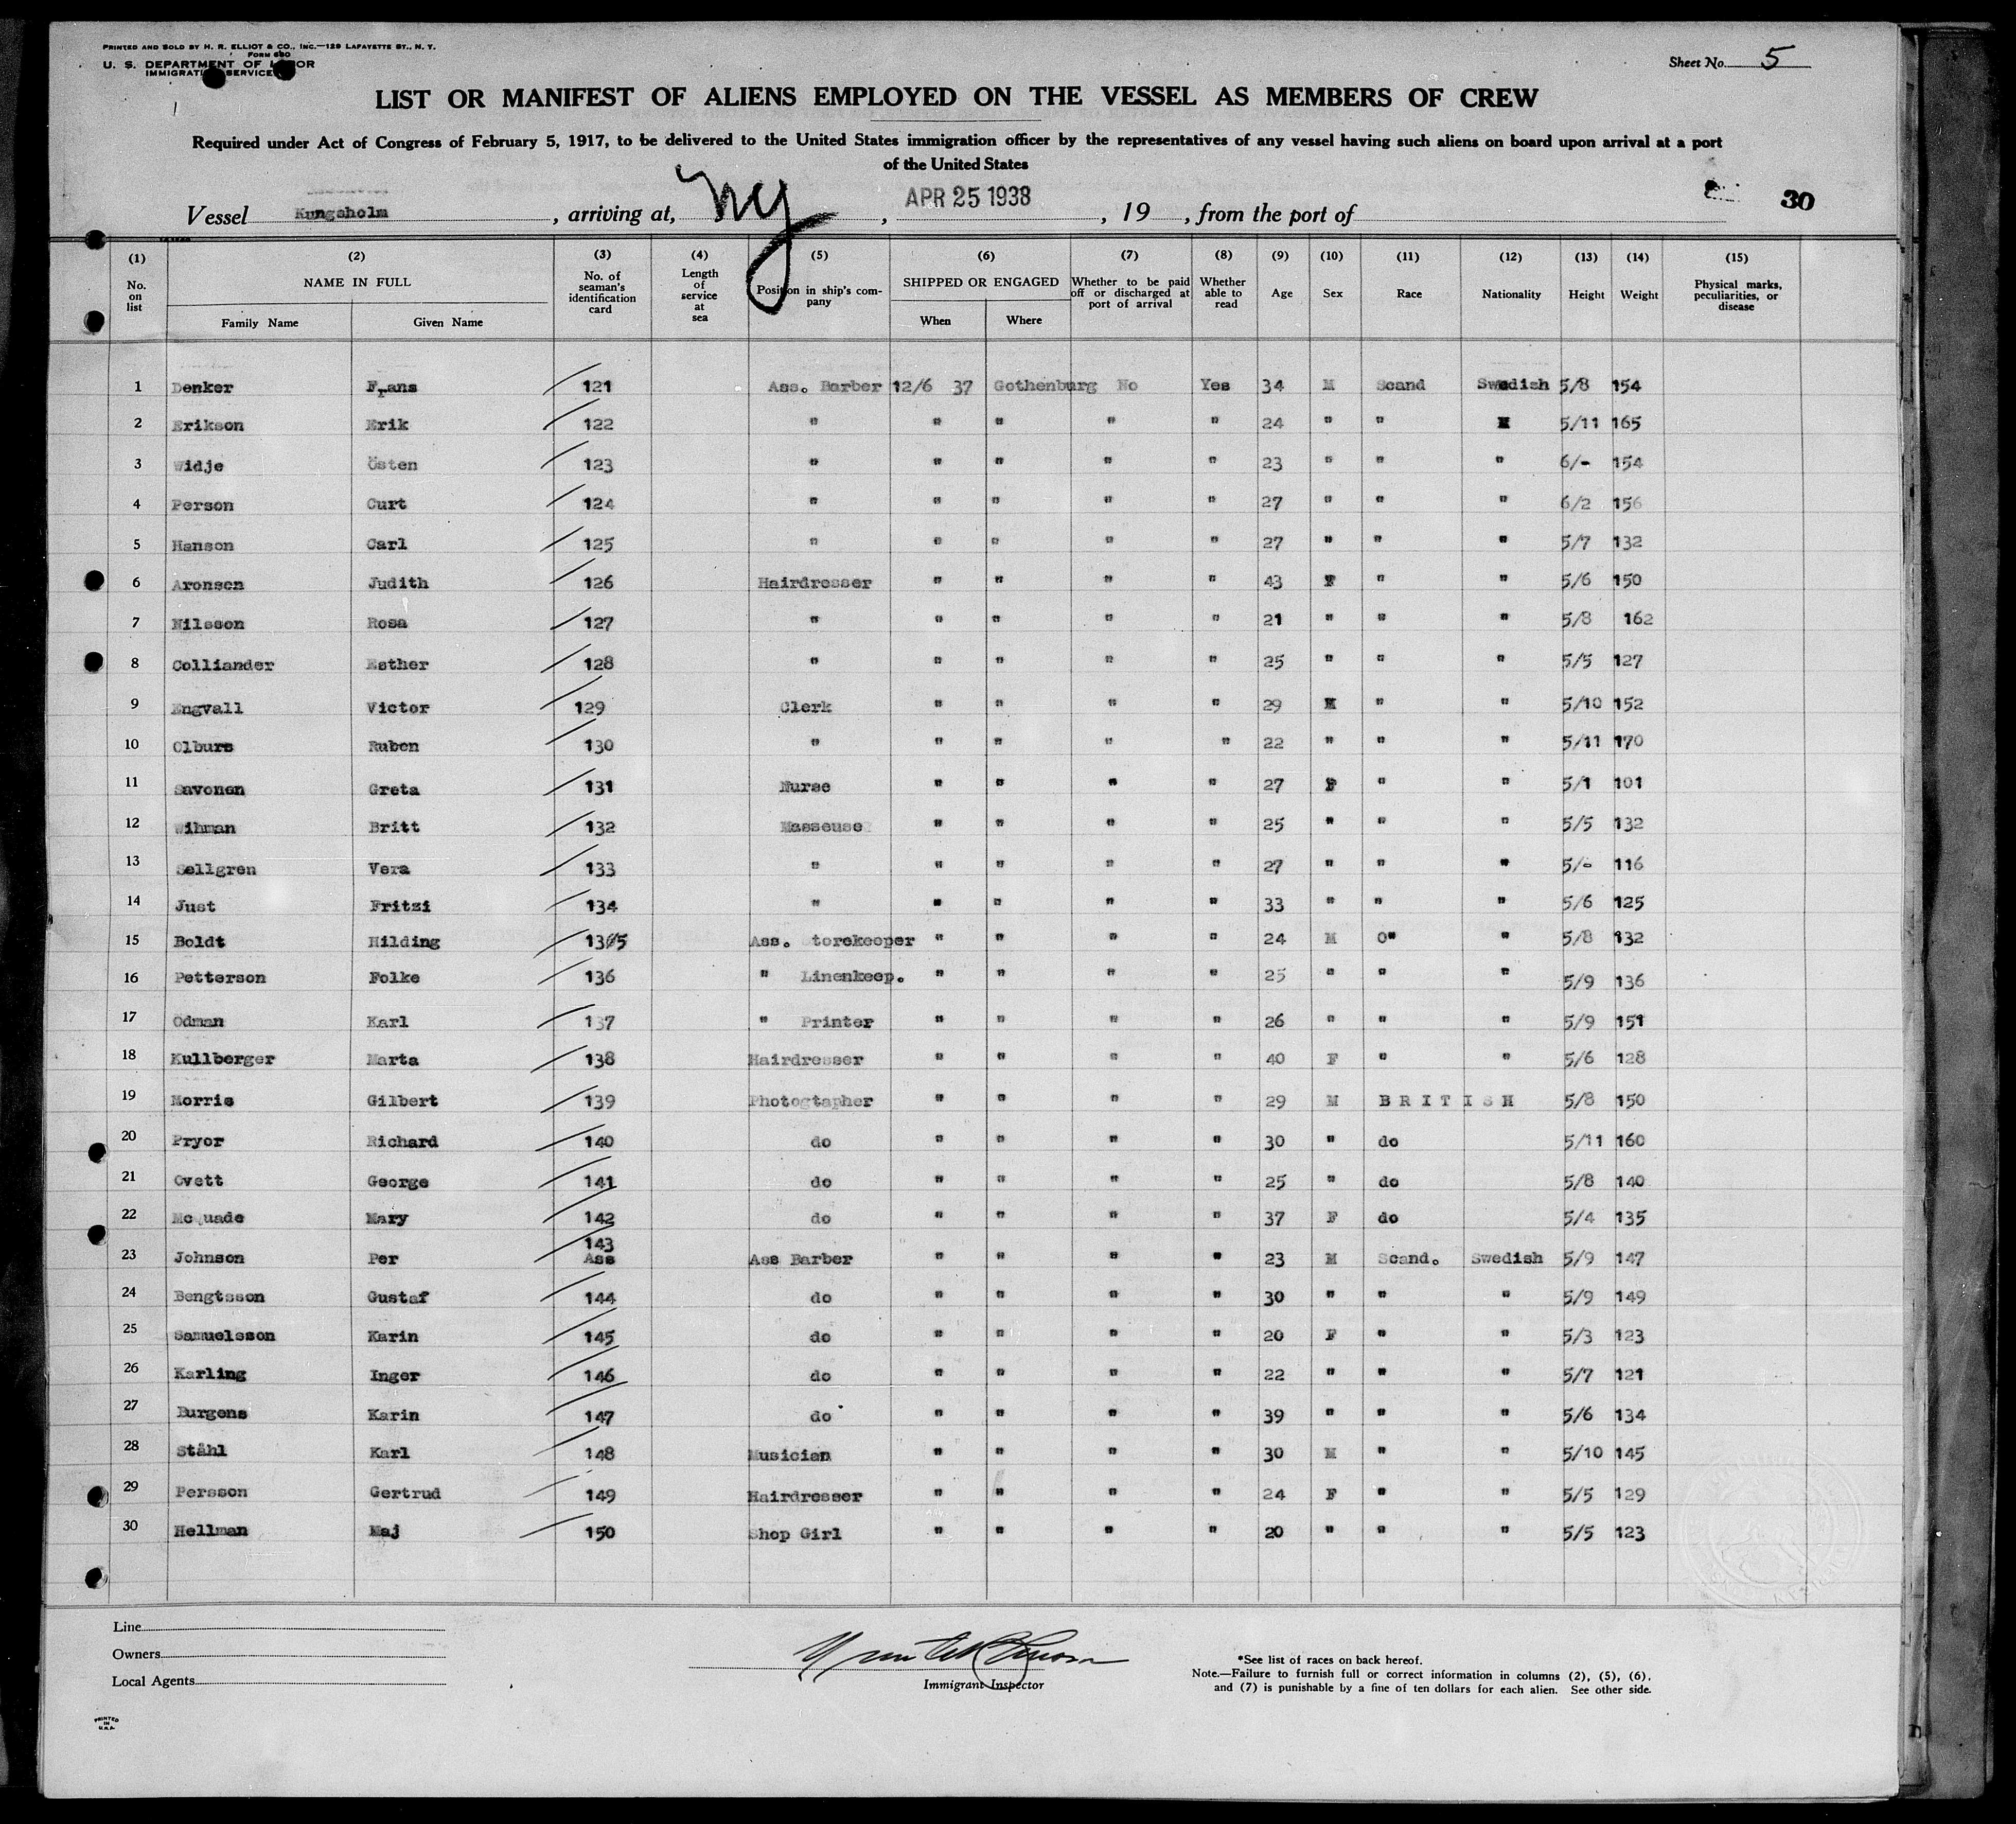 PRINTED AND SOLD BY H. R. ELLIOT & CO., INC.—129 LAFAYETTE ST., N. Y.
FORM 680
U. S. DEPARTMENT OF LABOR
IMMIGRATION SERVICE
Sheet No. 5
LIST OR MANIFEST OF ALIENS EMPLOYED ON THE VESSEL AS MEMBERS OF CREW
Required under Act of Congress of February 5, 1917, to be delivered to the United States immigration officer by the representatives of any vessel having such aliens on board upon arrival at a port
of the United States
Vessel Kungsholm, arriving at, NY, APR 25 1938, 19 , from the port of 30
(1) (2) (3) (4) (5) (6) (7) (8) (9) (10) (11) (12) (13) (14) (15)
No. on list NAME IN FULL Family Name Given Name No. of seaman's identification card Length of service at sea Position in ship's company SHIPPED OR ENGAGED When Where Whether to be paid off or discharged at port of arrival Whether able to read Age Sex Race Nationality Height Weight Physical marks, peculiarities, or disease
1 Denker Frans 121 Ass. Barber 12/6 37 Gothenburg No Yes 34 M Scand Swedish 5/8 154
2 Erikson Erik 122 " " " " " 24 " " " 5/11 165
3 Widje Östen 123 " " " " " 23 " " " 6/- 154
4 Person Curt 124 " " " " " 27 " " " 6/2 156
5 Hanson Carl 125 " " " " " 27 " " " 5/7 132
6 Aronsen Judith 126 Hairdresser " " " " 43 F " " 5/6 150
7 Nilsson Rosa 127 " " " " " 21 " " " 5/8 162
8 Colliander Esther 128 " " " " " 25 " " " 5/5 127
9 Engvall Victor 129 Clerk " " " " 29 M " " 5/10 152
10 Olburs Ruben 130 " " " " " 22 " " " 5/11 170
11 Savonen Greta 131 Nurse " " " " 27 F " " 5/1 101
12 Wihman Britt 132 Masseuse " " " " 25 " " " 5/5 132
13 Sellgren Vera 133 " " " " " 27 " " " 5/- 116
14 Just Fritzi 134 " " " " " 33 " " " 5/6 125
15 Boldt Hilding 135 Ass. torekeeper " " " " 24 M O" " 5/8 132
16 Petterson Folke 136 " Linenkeep. " " " " 25 " " " 5/9 136
17 Odman Karl 137 " Printer " " " " 26 " " " 5/9 151
18 Kullberger Marta 138 Hairdresser " " " " 40 F " " 5/6 128
19 Morris Gilbert 139 Photogtapher " " " " 29 M BRITISH 5/8 150
20 Pryor Richard 140 do " " " " 30 " do 5/11 160
21 Ovett George 141 do " " " " 25 " do 5/8 140
22 Mc uade Mary 142 do " " " " 37 F do 5/4 135
23 Johnson Per 143 Ass Ass Barber " " " " 23 M Scand. Swedish 5/9 147
24 Bengtsson Gustaf 144 do " " " " 30 " " " 5/9 149
25 Samuelsson Karin 145 do " " " " 20 F " " 5/3 123
26 Karling Inger 146 do " " " " 22 " " " 5/7 121
27 Burgens Karin 147 do " " " " 39 " " " 5/6 134
28 Ståhl Karl 148 Musician " " " " 30 M " " 5/10 145
29 Persson Gertrud 149 Hairdresser " " " " 24 F " " 5/5 129
30 Hellman Maj 150 Shop Girl " " " " 20 " " " 5/5 123
Line
Owners
Local Agents
Immigrant Inspector
*See list of races on back hereof.
Note.—Failure to furnish full or correct information in columns (2), (5), (6),
and (7) is punishable by a fine of ten dollars for each alien. See other side.
PRINTED
IN
U.S.A.